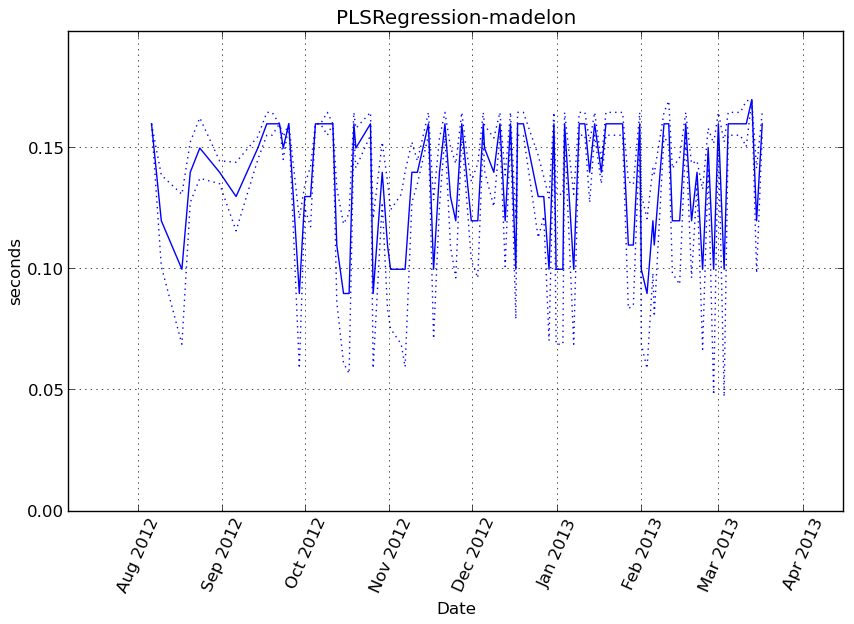 PLSRegression-madelon
seconds
0.15
0.10
0.05
0.00
Aug 2012
Sep 2012
Oct 2012
Nov 2012
Dec 2012
Jan 2013
Feb 2013
Mar 2013
Apr 2013
Date